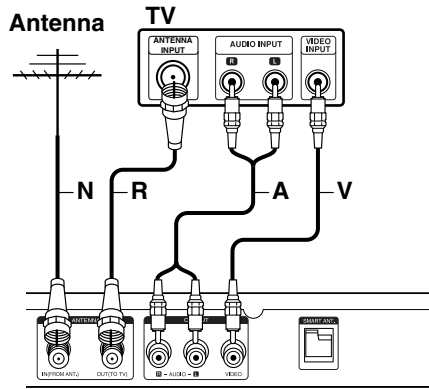 Antenna
TV
ANTENNA INPUT
AUDIO INPUT
VIDEO INPUT
R
L
N
R
A
V
ANTENNA
SMART ANT.
IN(FROM ANT.)
OUT(TO TV)
R – AUDIO – L
VIDEO